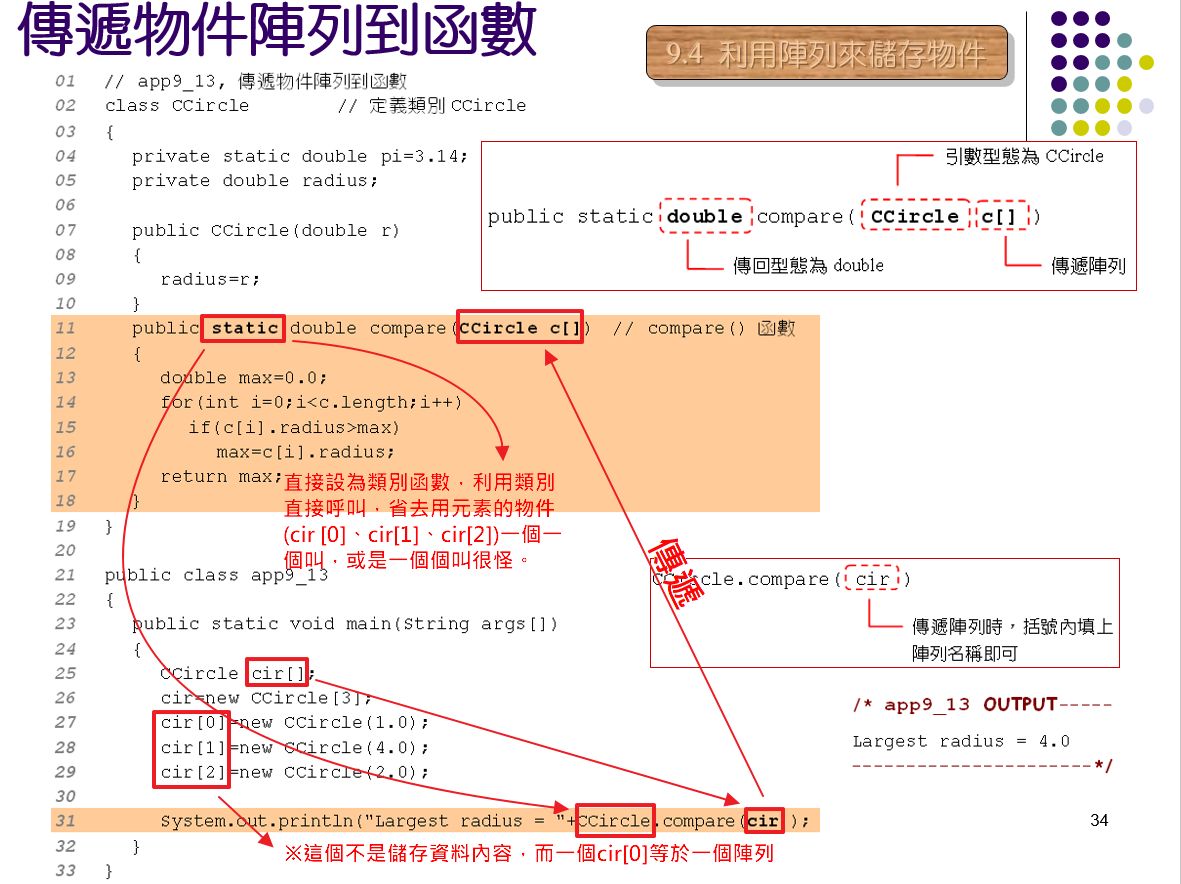 傳遞物件陣列到函數
9.4 利用陣列來儲存物件
01 // app9_13, 傳遞物件陣列到函數
02 class CCircle // 定義類別 CCircle
03 {
04 private static double pi=3.14;
05 private double radius;
06
07 public CCircle(double r)
08 {
09 radius=r;
10 }
11 public static double compare(CCircle c[]) // compare() 函數
12 {
13 double max=0.0;
14 for(int i=0;i<c.length;i++)
15 if(c[i].radius>max)
16 max=c[i].radius;
17 return max;
18 }
19 }
20
21 public class app9_13
22 {
23 public static void main(String args[])
24 {
25 CCircle cir[];
26 cir=new CCircle[3];
27 cir[0]=new CCircle(1.0);
28 cir[1]=new CCircle(4.0);
29 cir[2]=new CCircle(2.0);
30
31 System.out.println("Largest radius = "+CCircle.compare(cir));
32 }
33 }
引數型態為 CCircle
public static double compare( CCircle c[] )
傳回型態為 double
傳遞陣列
直接設為類別函數，利用類別
直接呼叫，省去用元素的物件
(cir [0]、cir[1]、cir[2])一個一
個叫，或是一個個叫很怪。
傳遞
CCircle.compare( cir )
傳遞陣列時，括號內填上
陣列名稱即可
/* app9_13 OUTPUT-----
Largest radius = 4.0
----------------------*/
※這個不是儲存資料內容，而一個cir[0]等於一個陣列
34